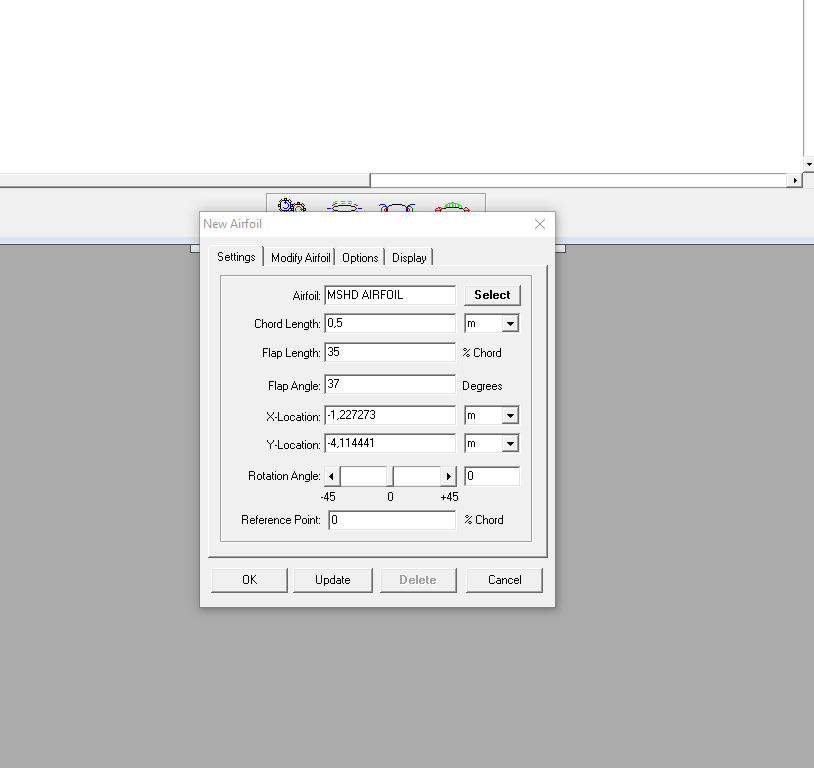 New Airfoil
Settings Modify Airfoil Options Display
Airfoil: MSHD AIRFOIL Select
Chord Length: 0,5 m
Flap Length: 35 % Chord
Flap Angle: 37 Degrees
X-Location: -1,227273 m
Y-Location: -4,114441 m
Rotation Angle: 0
-45 0 +45
Reference Point: 0 % Chord
OK Update Delete Cancel